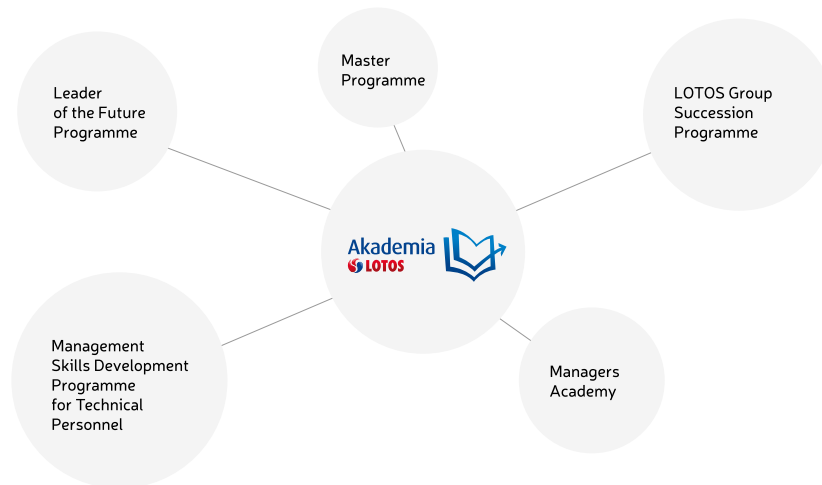 Master
Programme
Leader
of the Future
Programme
LOTOS Group
Succession
Programme
Akademia
LOTOS
Management
Skills Development
Programme
for Technical
Personnel
Managers
Academy